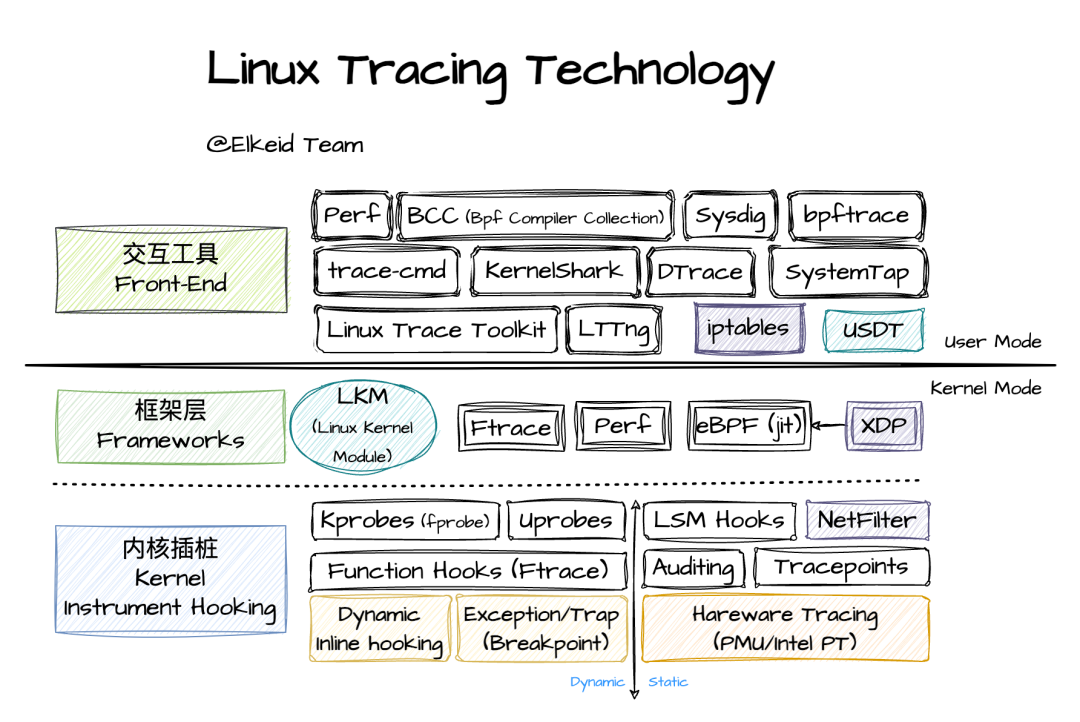 Linux Tracing Technology
@Elkeid Team
交互工具
Front-End
Perf
BCC (Bpf Compiler Collection)
Sysdig
bpftrace
trace-cmd
KernelShark
DTrace
SystemTap
Linux Trace Toolkit
LTTng
iptables
USDT
User Mode
Kernel Mode
框架层
Frameworks
LKM
(Linux Kernel
Module)
Ftrace
Perf
eBPF (jit)
XDP
内核插桩
Kernel
Instrument Hooking
Kprobes (fprobe)
Uprobes
LSM Hooks
NetFilter
Function Hooks (Ftrace)
Auditing
Tracepoints
Dynamic
Inline hooking
Exception/Trap
(Breakpoint)
Hareware Tracing
(PMU/Intel PT)
Dynamic
Static